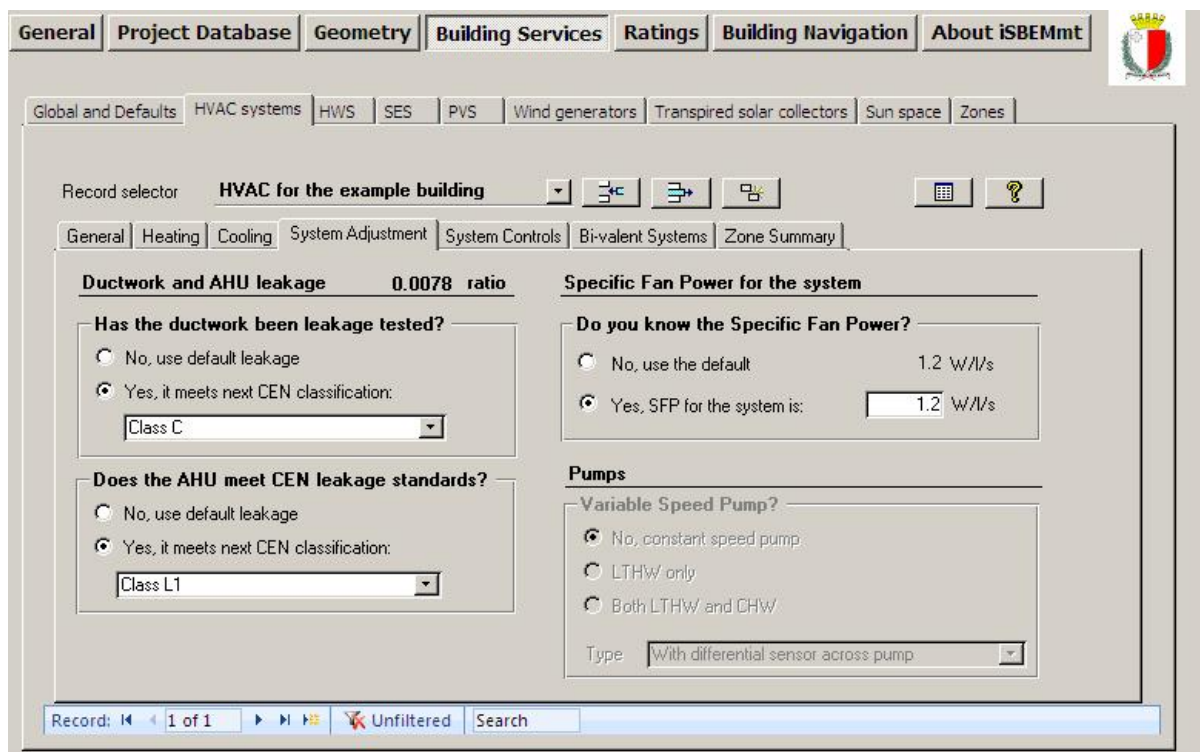 General Project Database Geometry Building Services Ratings Building Navigation About iSBEMmt
Global and Defaults HVAC systems HWS SES PVS Wind generators Transpired solar collectors Sun space Zones
Record selector HVAC for the example building
General Heating Cooling System Adjustment System Controls Bi-valent Systems Zone Summary
Ductwork and AHU leakage 0.0078 ratio
Has the ductwork been leakage tested?
No, use default leakage
Yes, it meets next CEN classification:
Class C
Does the AHU meet CEN leakage standards?
No, use default leakage
Yes, it meets next CEN classification:
Class L1
Specific Fan Power for the system
Do you know the Specific Fan Power?
No, use the default 1.2 W/l/s
Yes, SFP for the system is: 1.2 W/l/s
Pumps
Variable Speed Pump?
No, constant speed pump
LTHW only
Both LTHW and CHW
Type With differential sensor across pump
Record: 1 of 1 Unfiltered Search